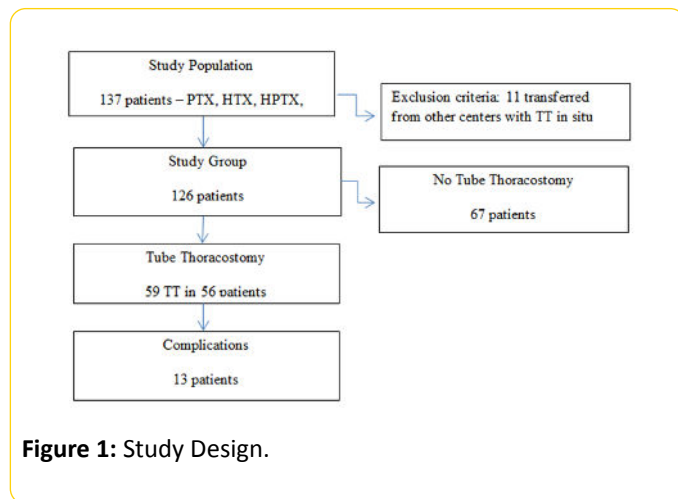 Study Population
137 patients – PTX, HTX, HPTX,
Exclusion criteria: 11 transferred
from other centers with TT in situ
Study Group
126 patients
No Tube Thoracostomy
67 patients
Tube Thoracostomy
59 TT in 56 patients
Complications
13 patients
Figure 1: Study Design.